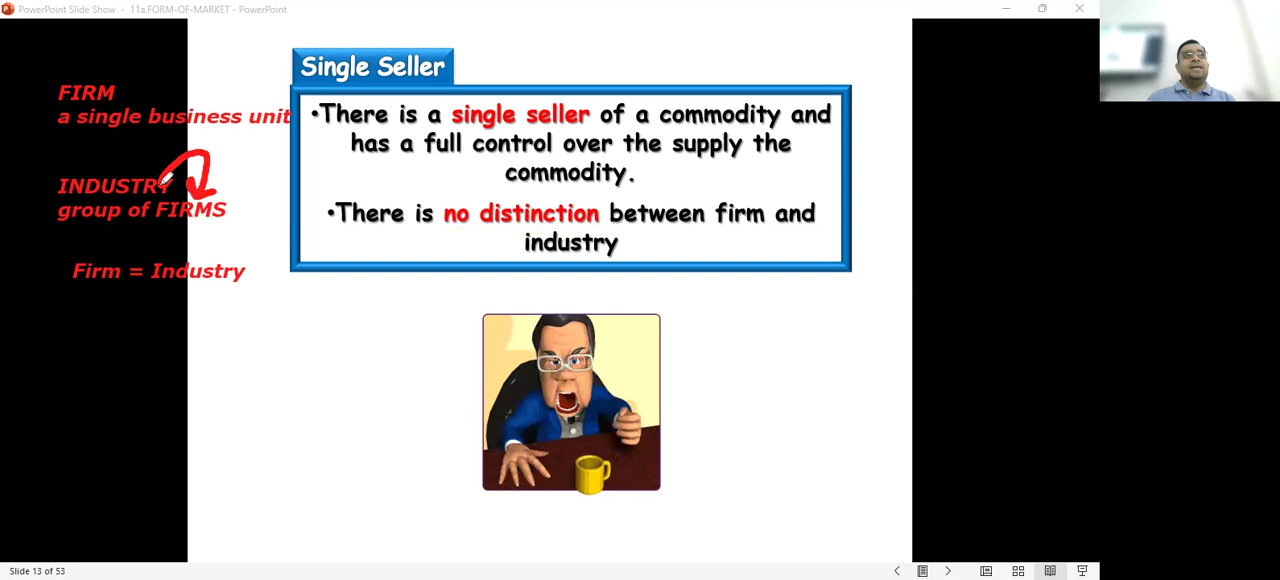 PowerPoint Slide Show - 11a.FORM-OF-MARKET - PowerPoint
Single Seller
FIRM
a single business unit
•There is a single seller of a commodity and
has a full control over the supply the
commodity.
INDUSTRY
group of FIRMS
•There is no distinction between firm and
industry
Firm = Industry
Slide 13 of 53